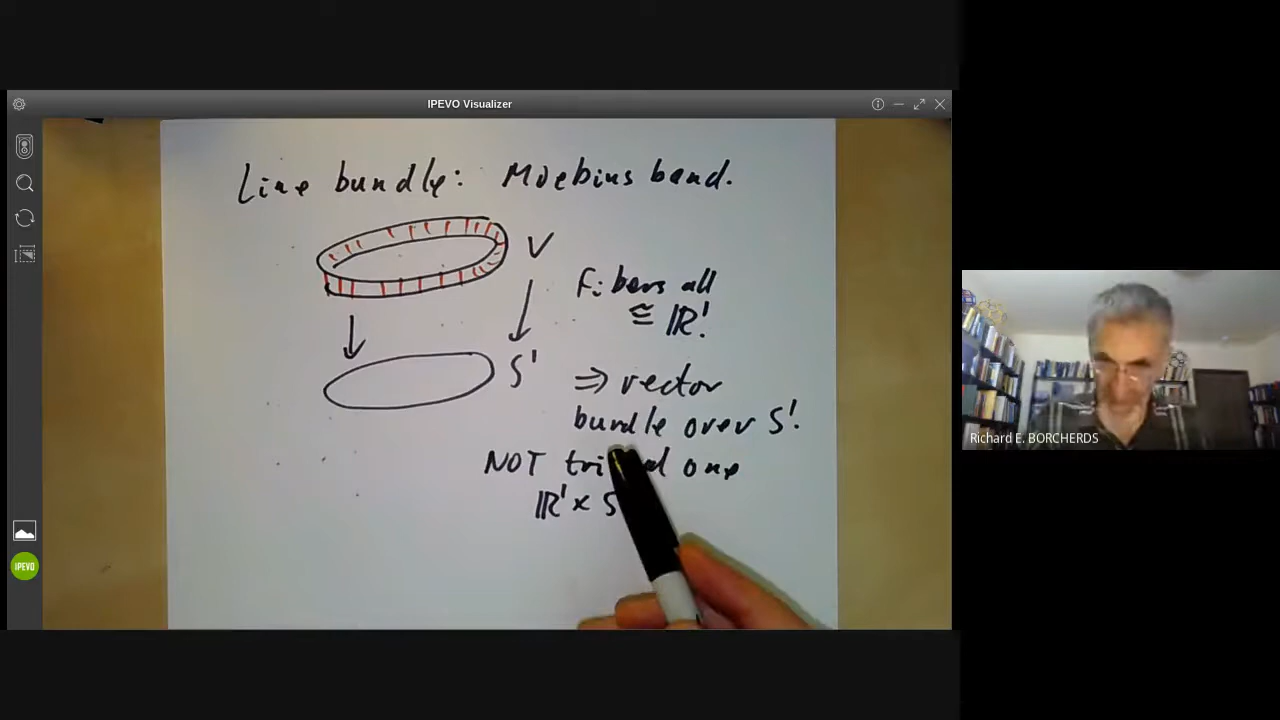 IPEVO Visualizer
Line bundle: Moebius band.
V
Fibers all
≅ ℝ¹.
S¹
⇒ vector
bundle over S¹.
NOT one
ℝ¹ × S
IPEVO
Richard E. BORCHERDS